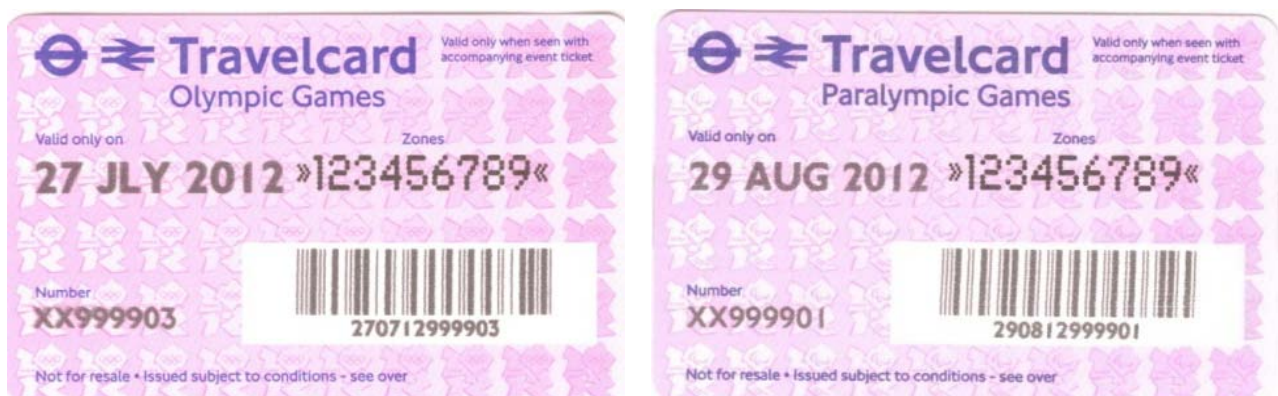 Travelcard
Valid only when seen with
accompanying event ticket
Olympic Games
Valid only on
Zones
27 JLY 2012 »123456789«
Number
XX999903
270712999903
Not for resale • Issued subject to conditions - see over
Travelcard
Valid only when seen with
accompanying event ticket
Paralympic Games
Valid only on
Zones
29 AUG 2012 »123456789«
Number
XX999901
290812999901
Not for resale • Issued subject to conditions - see over